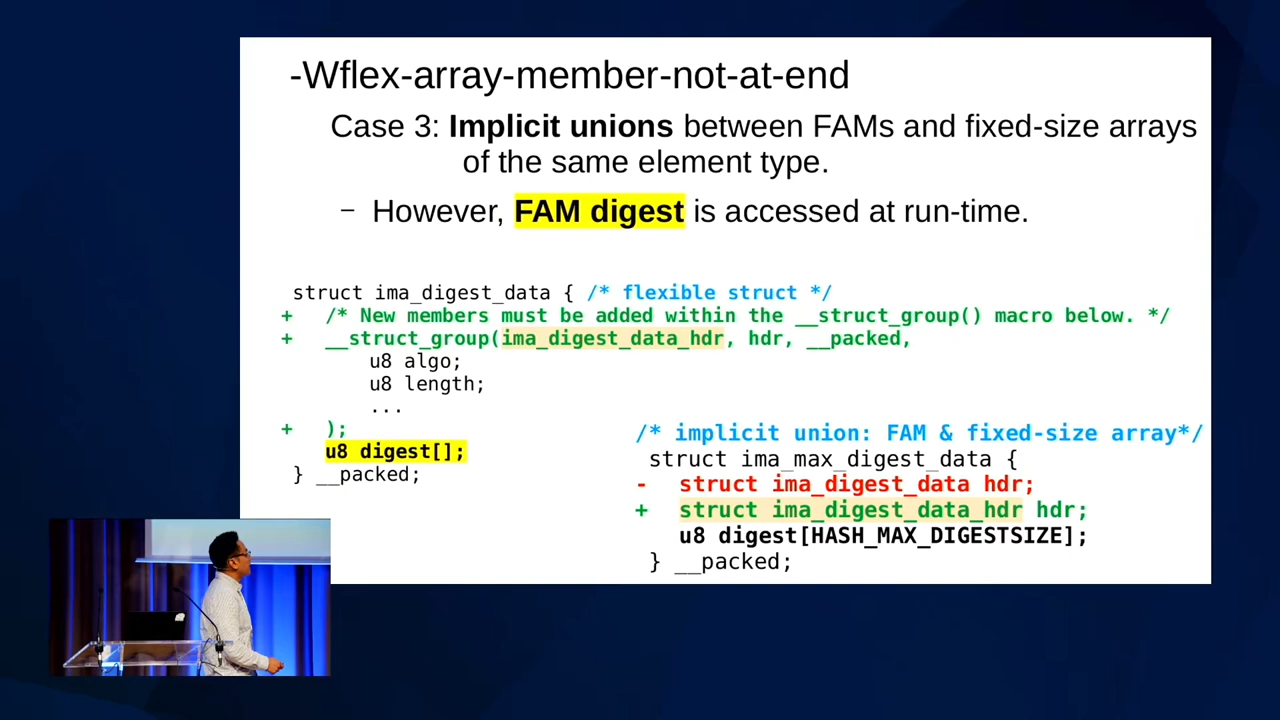 -Wflex-array-member-not-at-end
Case 3: Implicit unions between FAMs and fixed-size arrays
of the same element type.
– However, FAM digest is accessed at run-time.
struct ima_digest_data { /* flexible struct */
+ /* New members must be added within the __struct_group() macro below. */
+ __struct_group(ima_digest_data_hdr, hdr, __packed,
u8 algo;
u8 length;
...
+ );
u8 digest[];
} __packed;
/* implicit union: FAM & fixed-size array*/
struct ima_max_digest_data {
- struct ima_digest_data hdr;
+ struct ima_digest_data_hdr hdr;
u8 digest[HASH_MAX_DIGESTSIZE];
} __packed;